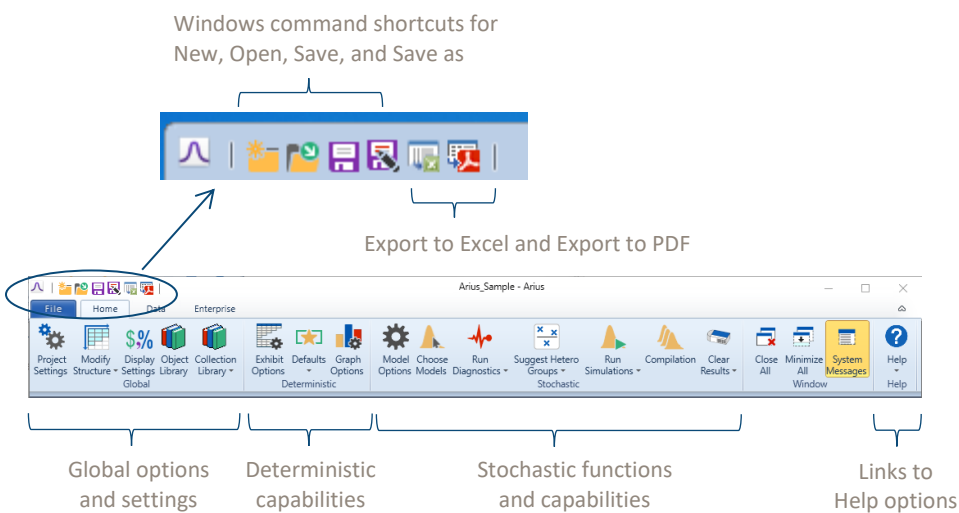 Windows command shortcuts for
New, Open, Save, and Save as
Export to Excel and Export to PDF
Arius_Sample - Arius
File Home Data Enterprise
Project Settings
Modify Structure
Display Settings
Object Library
Collection Library
Global
Exhibit Options
Defaults
Graph Options
Deterministic
Model Options
Choose Models
Run Diagnostics
Suggest Hetero Groups
Run Simulations
Compilation
Clear Results
Stochastic
Close All
Minimize All
System Messages
Window
Help
Help
Global options
and settings
Deterministic
capabilities
Stochastic functions
and capabilities
Links to
Help options